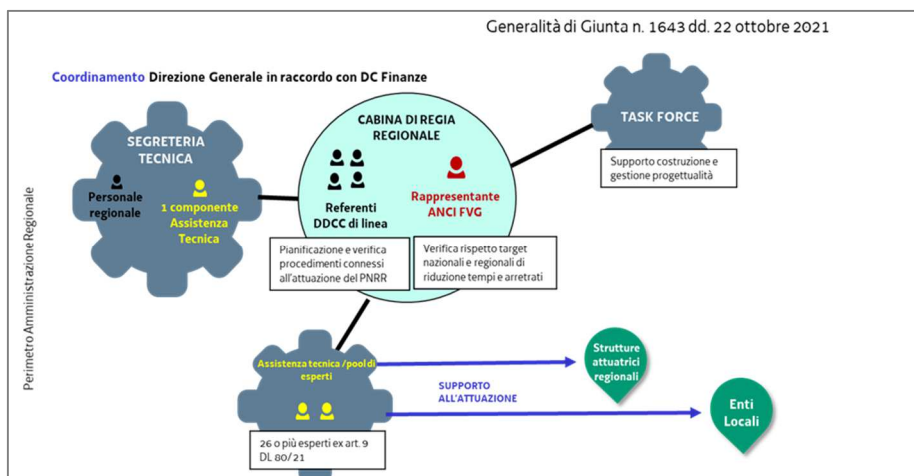 Generalità di Giunta n. 1643 dd. 22 ottobre 2021
Coordinamento Direzione Generale in raccordo con DC Finanze
Perimetro Amministrazione Regionale
SEGRETERIA
TECNICA
Personale
regionale
1 componente
Assistenza
Tecnica
CABINA DI REGIA
REGIONALE
Referenti
DDCC di linea
Rappresentante
ANCI FVG
Pianificazione e verifica
procedimenti connessi
all'attuazione del PNRR
Verifica rispetto target
nazionali e regionali di
riduzione tempi e arretrati
TASK FORCE
Supporto costruzione e
gestione progettualità
Assistenza tecnica /pool di
esperti
26 o più esperti ex art. 9
DL 80/21
SUPPORTO
ALL'ATTUAZIONE
Strutture
attuatrici
regionali
Enti
Locali